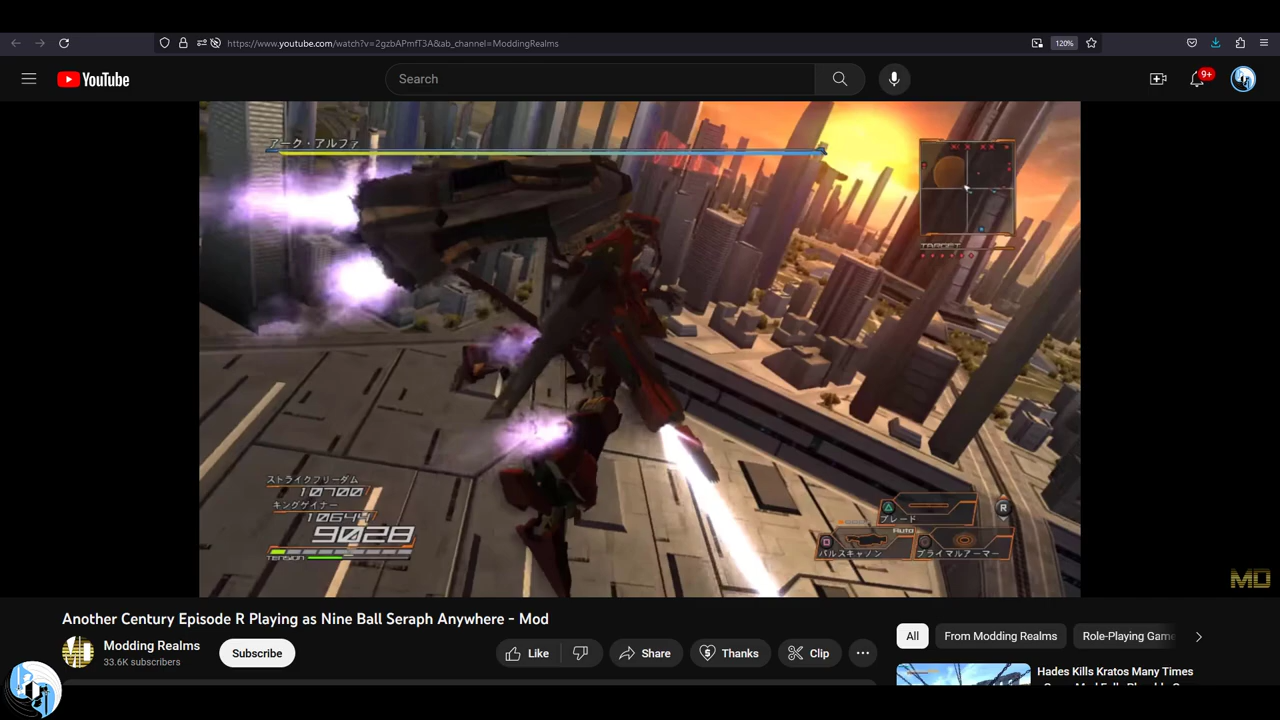 https://www.youtube.com/watch?v=2gzbAPmfT3A&ab_channel=ModdingRealms
120%
YouTube
Search
9+
アーク・アルファ
TARGET
ストライクフリーダム
10700
キングゲイナー
10644
9028
TENSION
ブレード
R
Auto
パルスキャノン
プライマルアーマー
MD
Another Century Episode R Playing as Nine Ball Seraph Anywhere - Mod
Modding Realms
33.6K subscribers
Subscribe
Like
Share
Thanks
Clip
All
From Modding Realms
Role-Playing Game
Hades Kills Kratos Many Times